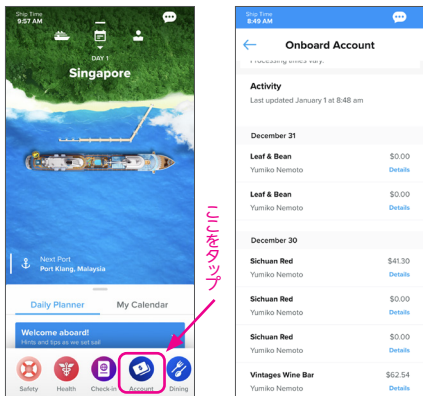 Ship Time
9:57 AM
DAY 1
Singapore
Next Port
Port Klang, Malaysia
Daily Planner
My Calendar
Welcome aboard!
Hints and tips as we set sail
Safety
Health
Check-in
Account
Dining
ここをタップ
Ship Time
8:49 AM
Onboard Account
Processing times vary.
Activity
Last updated January 1 at 8:48 am
December 31
Leaf & Bean $0.00
Yumiko Nemoto Details
Leaf & Bean $0.00
Yumiko Nemoto Details
December 30
Sichuan Red $41.30
Yumiko Nemoto Details
Sichuan Red $0.00
Yumiko Nemoto Details
Sichuan Red $0.00
Yumiko Nemoto Details
Vintages Wine Bar $62.54
Yumiko Nemoto Details